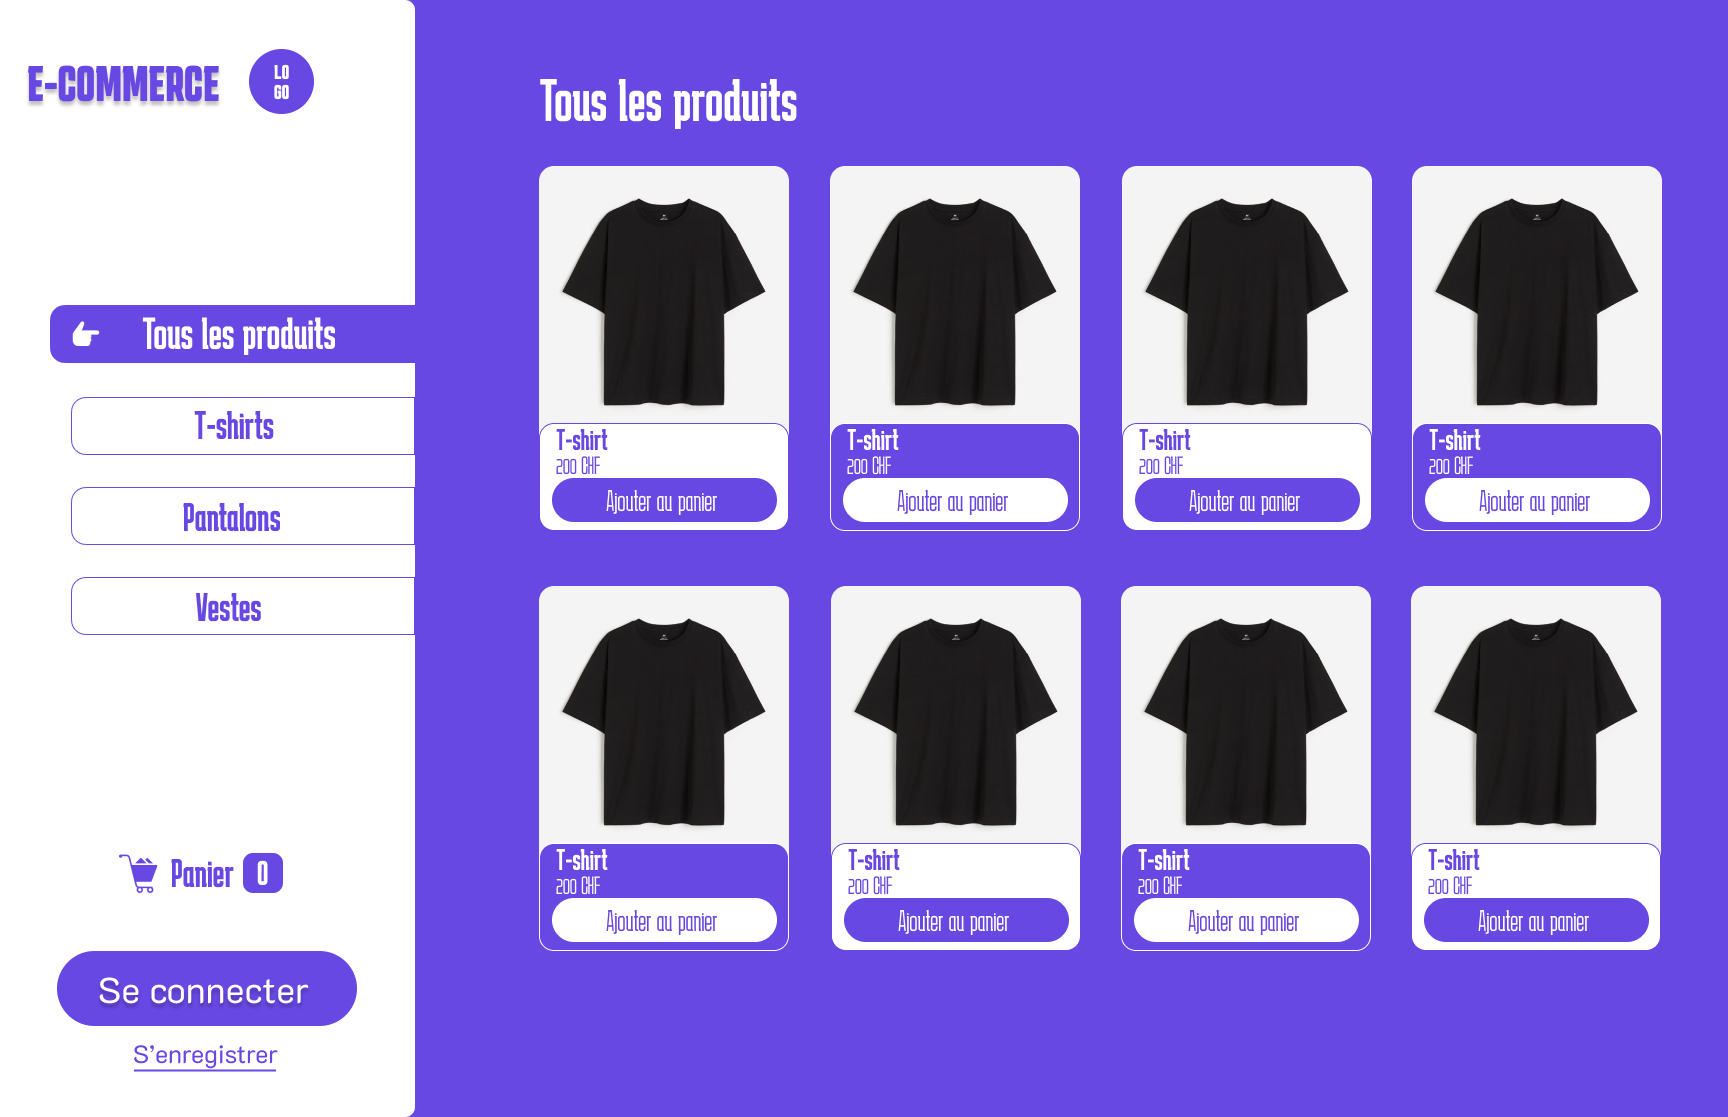 E-COMMERCE
LO
GO
Tous les produits
T-shirts
Pantalons
Vestes
Panier 0
Se connecter
S'enregistrer
Tous les produits
T-shirt
200 CHF
Ajouter au panier
T-shirt
200 CHF
Ajouter au panier
T-shirt
200 CHF
Ajouter au panier
T-shirt
200 CHF
Ajouter au panier
T-shirt
200 CHF
Ajouter au panier
T-shirt
200 CHF
Ajouter au panier
T-shirt
200 CHF
Ajouter au panier
T-shirt
200 CHF
Ajouter au panier